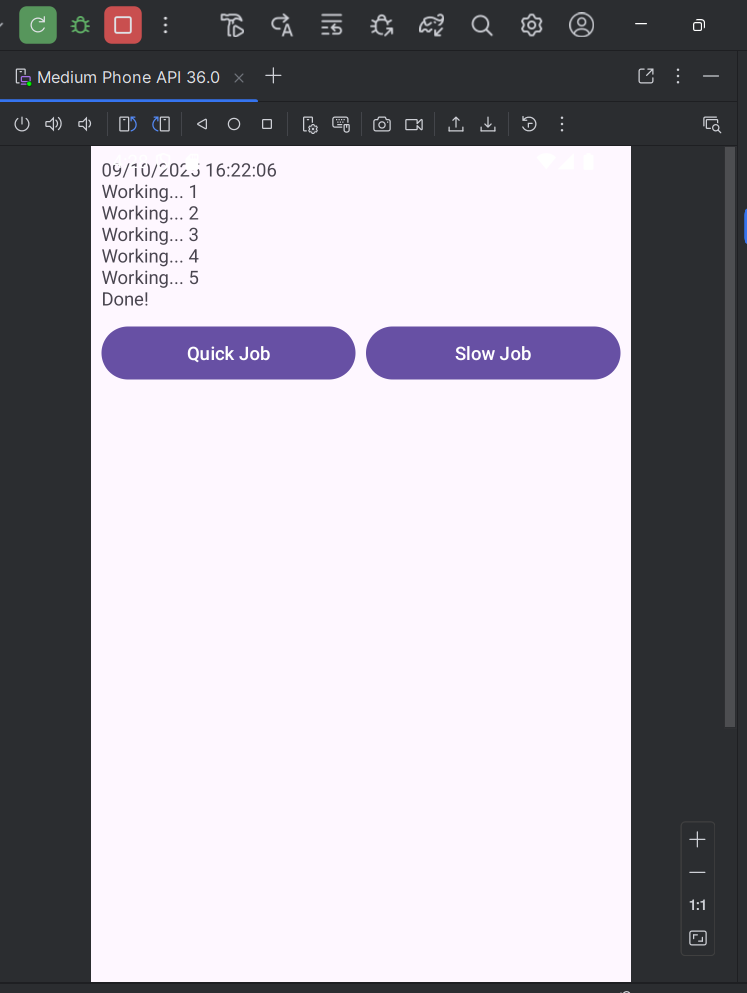 Medium Phone API 36.0
09/10/2025 16:22:06
Working... 1
Working... 2
Working... 3
Working... 4
Working... 5
Done!
Quick Job
Slow Job
1:1